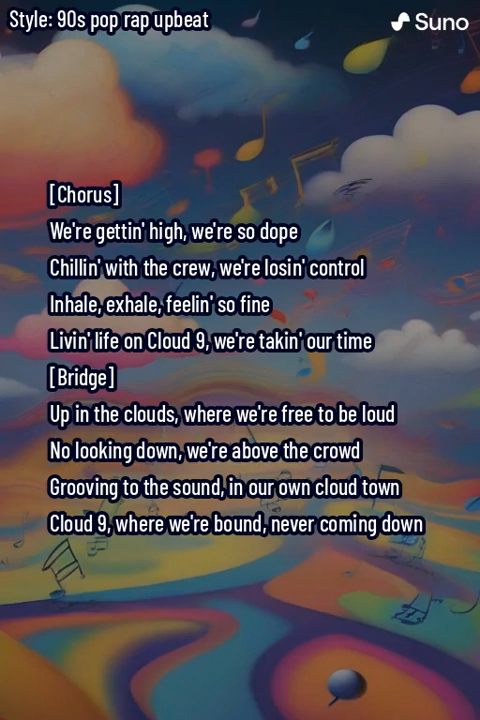 Style: 90s pop rap upbeat
Suno
[Chorus]
We're gettin' high, we're so dope
Chillin' with the crew, we're losin' control
Inhale, exhale, feelin' so fine
Livin' life on Cloud 9, we're takin' our time
[Bridge]
Up in the clouds, where we're free to be loud
No looking down, we're above the crowd
Grooving to the sound, in our own cloud town
Cloud 9, where we're bound, never coming down